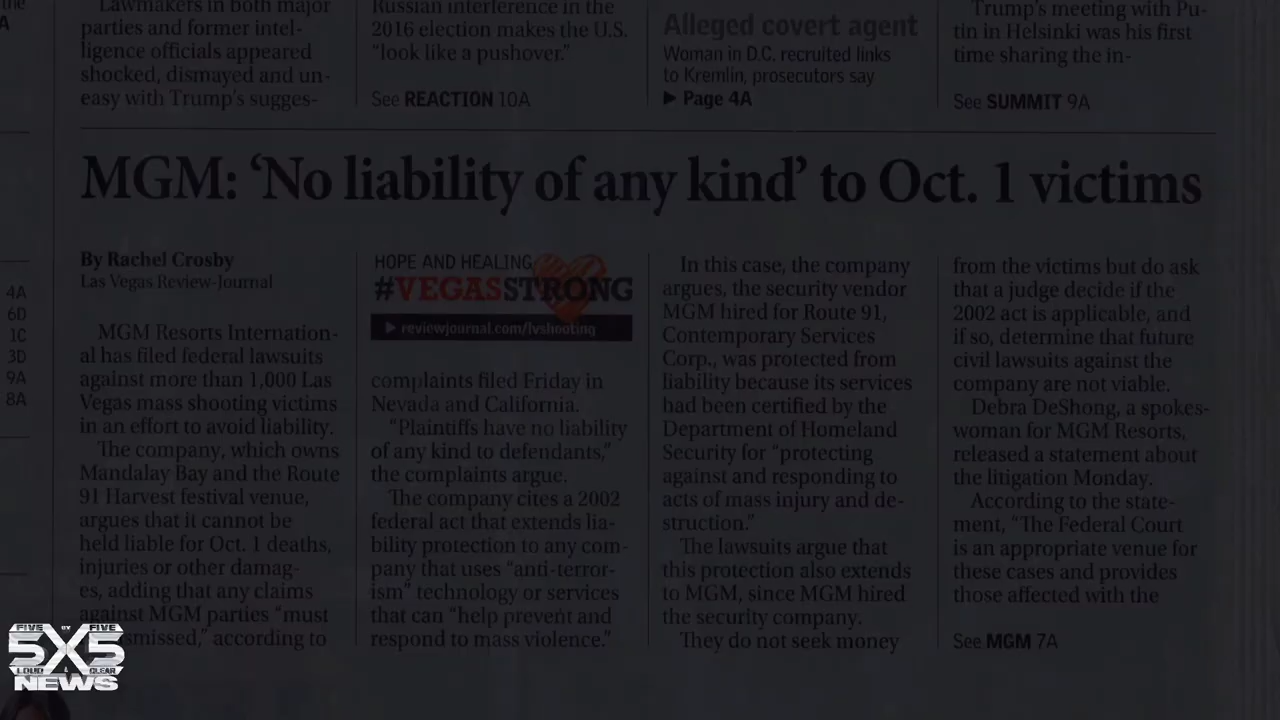 the
A
Lawmakers in both major
parties and former intel-
ligence officials appeared
shocked, dismayed and un-
easy with Trump's sugges-
Russian interference in the
2016 election makes the U.S.
“look like a pushover.”
See REACTION 10A
Alleged covert agent
Woman in D.C. recruited links
to Kremlin, prosecutors say
▶ Page 4A
Trump's meeting with Pu-
tin in Helsinki was his first
time sharing the in-
See SUMMIT 9A
4A
6D
1C
3D
9A
8A
MGM: ‘No liability of any kind’ to Oct. 1 victims
By Rachel Crosby
Las Vegas Review-Journal
MGM Resorts Internation-
al has filed federal lawsuits
against more than 1,000 Las
Vegas mass shooting victims
in an effort to avoid liability.
The company, which owns
Mandalay Bay and the Route
91 Harvest festival venue,
argues that it cannot be
held liable for Oct. 1 deaths,
injuries or other damag-
es, adding that any claims
against MGM parties “must
smissed,” according to
HOPE AND HEALING
#VEGASSTRONG
▶ reviewjournal.com/lvshooting
complaints filed Friday in
Nevada and California.
“Plaintiffs have no liability
of any kind to defendants,”
the complaints argue.
The company cites a 2002
federal act that extends lia-
bility protection to any com-
pany that uses “anti-terror-
ism” technology or services
that can “help prevent and
respond to mass violence.”
In this case, the company
argues, the security vendor
MGM hired for Route 91,
Contemporary Services
Corp., was protected from
liability because its services
had been certified by the
Department of Homeland
Security for “protecting
against and responding to
acts of mass injury and de-
struction.”
The lawsuits argue that
this protection also extends
to MGM, since MGM hired
the security company.
They do not seek money
from the victims but do ask
that a judge decide if the
2002 act is applicable, and
if so, determine that future
civil lawsuits against the
company are not viable.
Debra DeShong, a spokes-
woman for MGM Resorts,
released a statement about
the litigation Monday.
According to the state-
ment, “The Federal Court
is an appropriate venue for
these cases and provides
those affected with the
See MGM 7A
FIVE BY FIVE
5X5
LOUD & CLEAR
NEWS